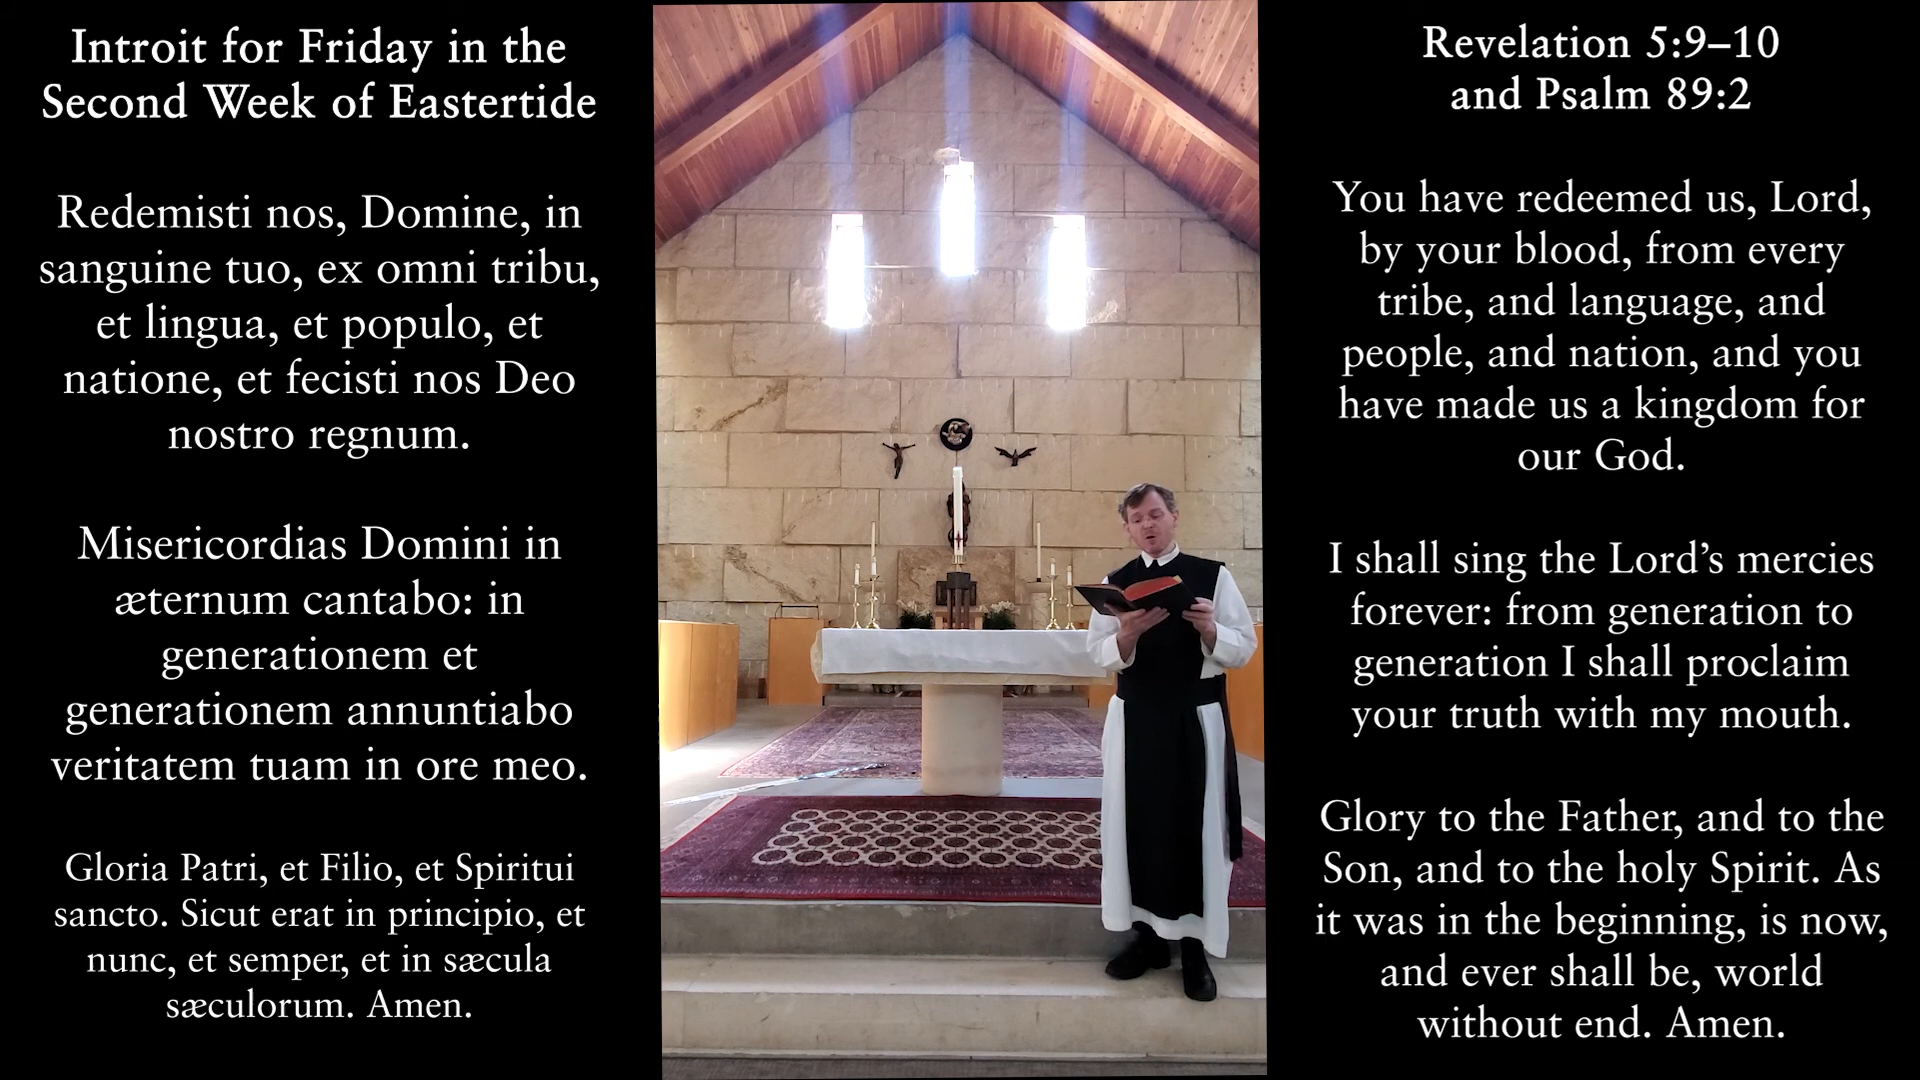 Introit for Friday in the
Second Week of Eastertide
Redemisti nos, Domine, in
sanguine tuo, ex omni tribu,
et lingua, et populo, et
natione, et fecisti nos Deo
nostro regnum.
Misericordias Domini in
æternum cantabo: in
generationem et
generationem annuntiabo
veritatem tuam in ore meo.
Gloria Patri, et Filio, et Spiritui
sancto. Sicut erat in principio, et
nunc, et semper, et in sæcula
sæculorum. Amen.
Revelation 5:9–10
and Psalm 89:2
You have redeemed us, Lord,
by your blood, from every
tribe, and language, and
people, and nation, and you
have made us a kingdom for
our God.
I shall sing the Lord’s mercies
forever: from generation to
generation I shall proclaim
your truth with my mouth.
Glory to the Father, and to the
Son, and to the holy Spirit. As
it was in the beginning, is now,
and ever shall be, world
without end. Amen.